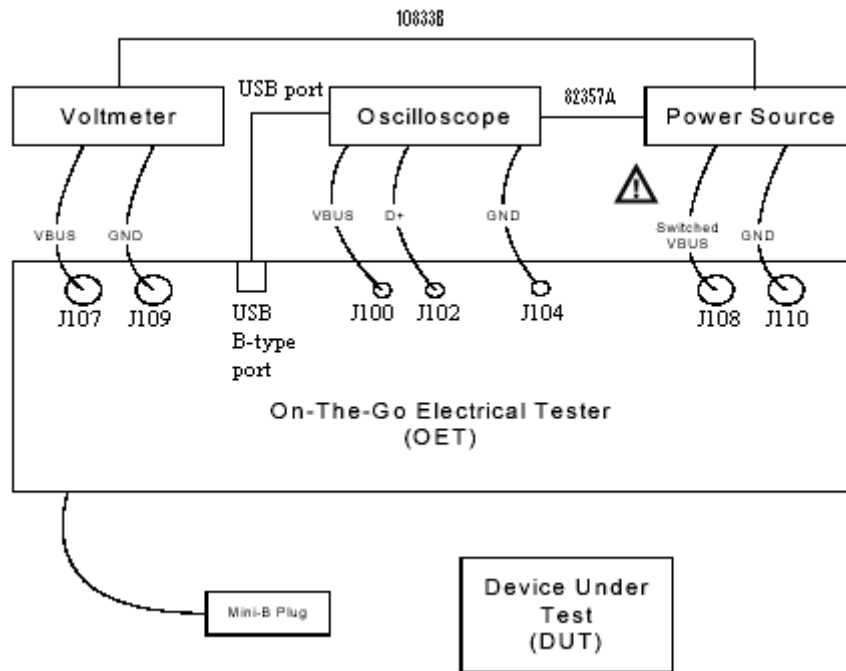 10833B
USB port
82357A
Voltmeter
Oscilloscope
Power Source
VBUS
GND
VBUS
D+
GND
Switched
VBUS
GND
J107
J109
USB
B-type
port
J100
J102
J104
J108
J110
On-The-Go Electrical Tester
(OET)
Mini-B Plug
Device Under
Test
(DUT)